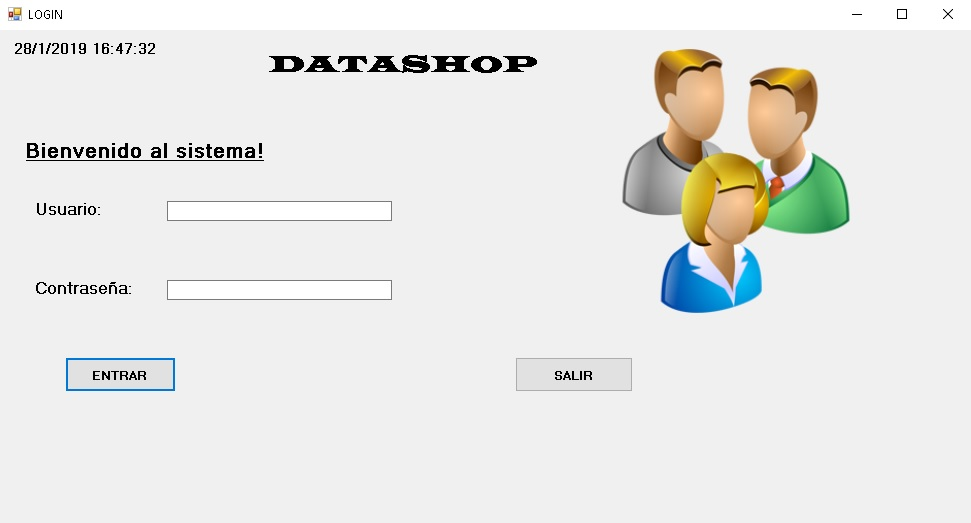 LOGIN
28/1/2019 16:47:32
DATASHOP
Bienvenido al sistema!
Usuario:
Contraseña:
ENTRAR
SALIR